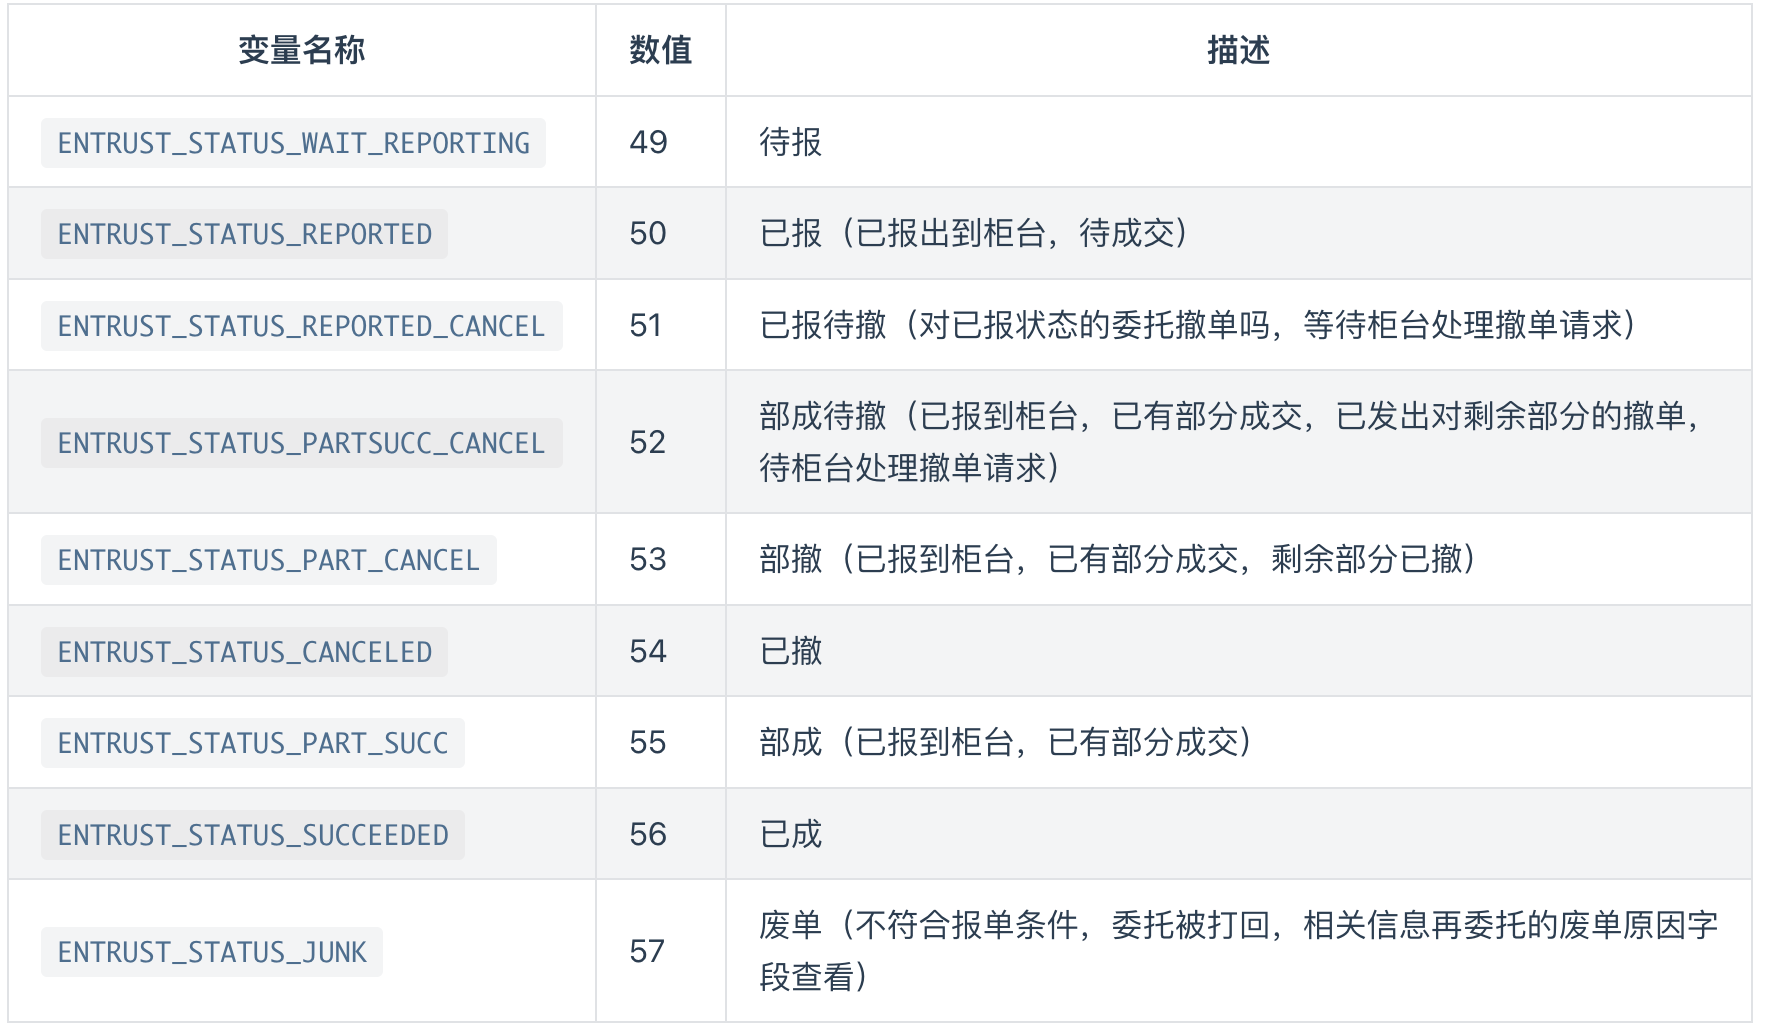 变量名称 数值 描述
ENTRUST_STATUS_WAIT_REPORTING 49 待报
ENTRUST_STATUS_REPORTED 50 已报（已报出到柜台，待成交）
ENTRUST_STATUS_REPORTED_CANCEL 51 已报待撤（对已报状态的委托撤单吗，等待柜台处理撤单请求）
ENTRUST_STATUS_PARTSUCC_CANCEL 52 部成待撤（已报到柜台，已有部分成交，已发出对剩余部分的撤单，
待柜台处理撤单请求）
ENTRUST_STATUS_PART_CANCEL 53 部撤（已报到柜台，已有部分成交，剩余部分已撤）
ENTRUST_STATUS_CANCELED 54 已撤
ENTRUST_STATUS_PART_SUCC 55 部成（已报到柜台，已有部分成交）
ENTRUST_STATUS_SUCCEEDED 56 已成
ENTRUST_STATUS_JUNK 57 废单（不符合报单条件，委托被打回，相关信息再委托的废单原因字
段查看）